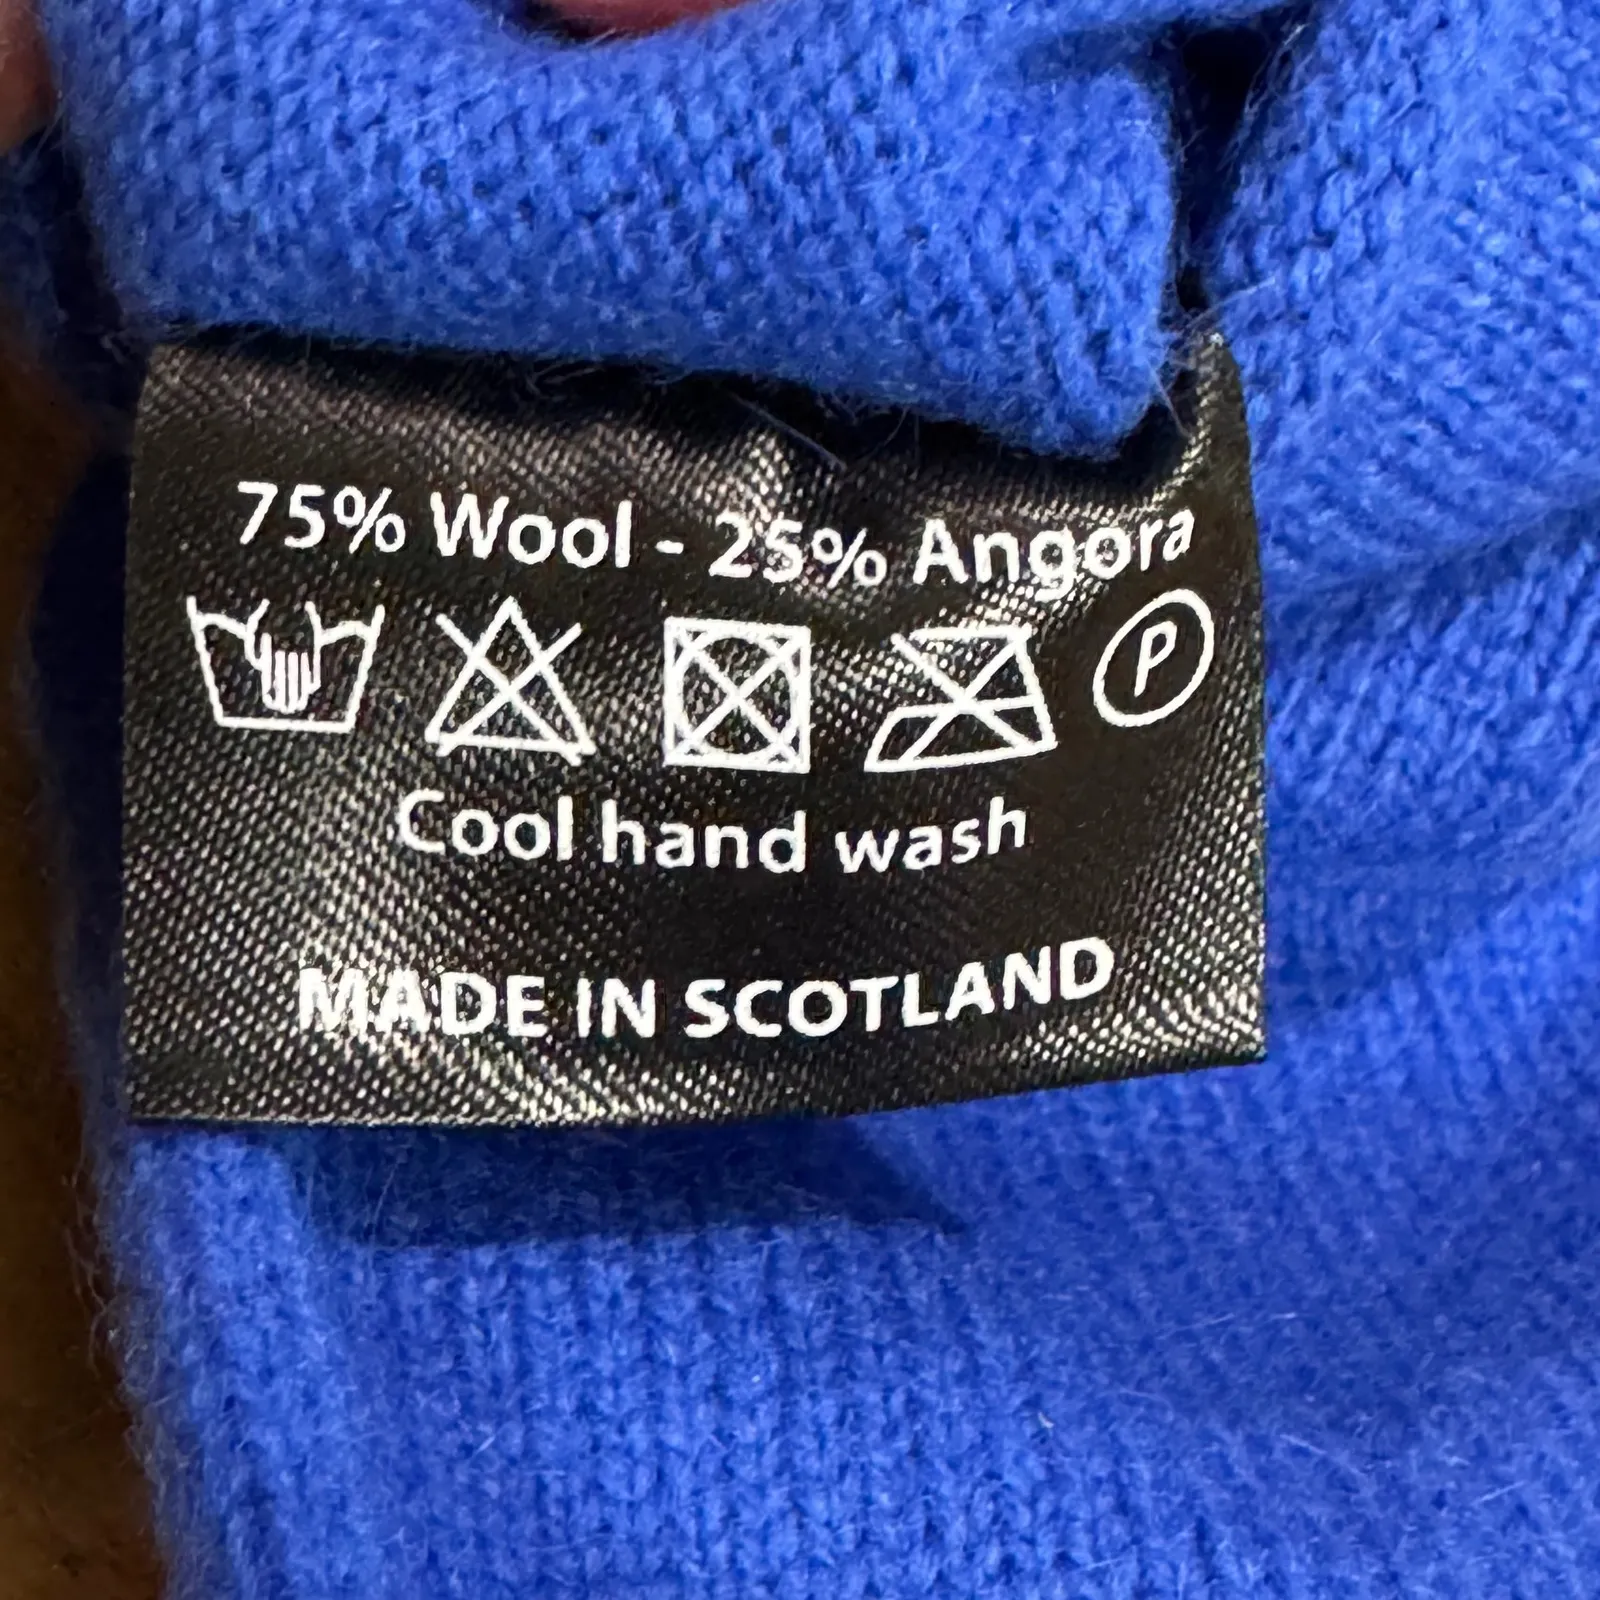 75% Wool - 25% Angora
P
Cool hand wash
MADE IN SCOTLAND